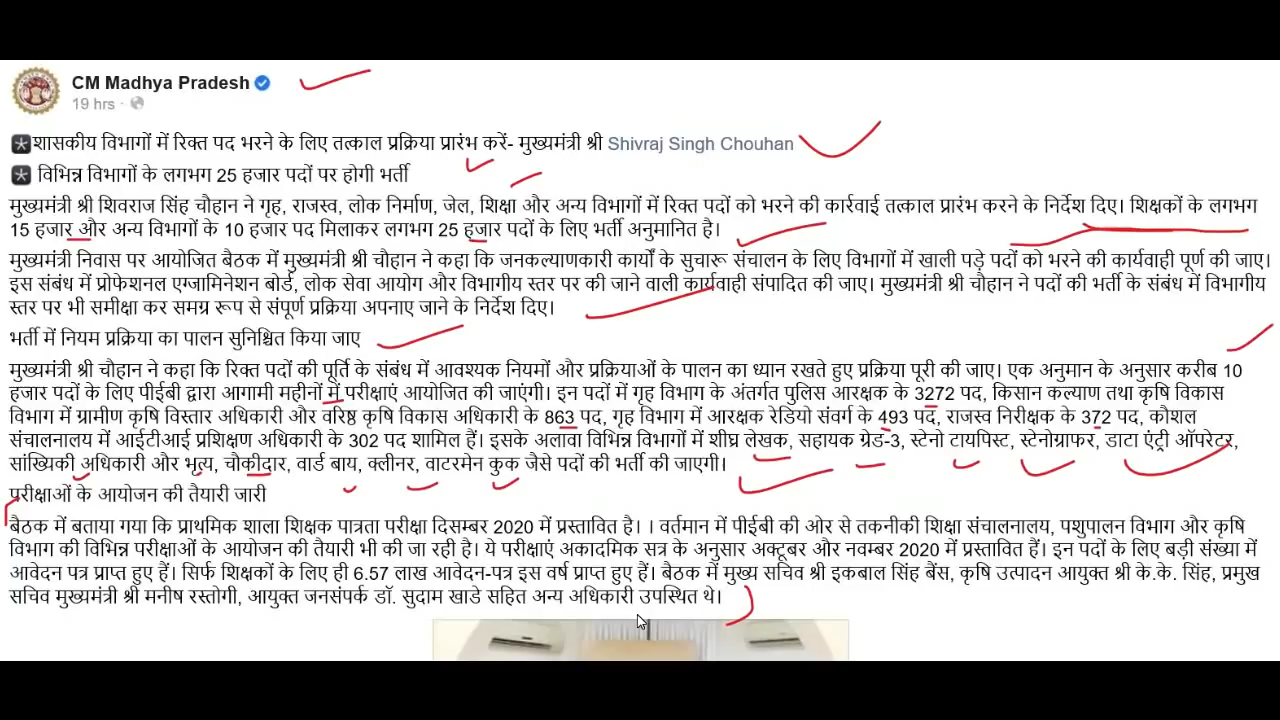 CM Madhya Pradesh
19 hrs ·
शासकीय विभागों में रिक्त पद भरने के लिए तत्काल प्रक्रिया प्रारंभ करें- मुख्यमंत्री श्री Shivraj Singh Chouhan
विभिन्न विभागों के लगभग 25 हजार पदों पर होगी भर्ती
मुख्यमंत्री श्री शिवराज सिंह चौहान ने गृह, राजस्व, लोक निर्माण, जेल, शिक्षा और अन्य विभागों में रिक्त पदों को भरने की कार्रवाई तत्काल प्रारंभ करने के निर्देश दिए। शिक्षकों के लगभग
15 हजार और अन्य विभागों के 10 हजार पद मिलाकर लगभग 25 हजार पदों के लिए भर्ती अनुमानित है।
मुख्यमंत्री निवास पर आयोजित बैठक में मुख्यमंत्री श्री चौहान ने कहा कि जनकल्याणकारी कार्यों के सुचारू संचालन के लिए विभागों में खाली पड़े पदों को भरने की कार्यवाही पूर्ण की जाए।
इस संबंध में प्रोफेशनल एग्जामिनेशन बोर्ड, लोक सेवा आयोग और विभागीय स्तर पर की जाने वाली कार्यवाही संपादित की जाए। मुख्यमंत्री श्री चौहान ने पदों की भर्ती के संबंध में विभागीय
स्तर पर भी समीक्षा कर समग्र रूप से संपूर्ण प्रक्रिया अपनाए जाने के निर्देश दिए।
भर्ती में नियम प्रक्रिया का पालन सुनिश्चित किया जाए
मुख्यमंत्री श्री चौहान ने कहा कि रिक्त पदों की पूर्ति के संबंध में आवश्यक नियमों और प्रक्रियाओं के पालन का ध्यान रखते हुए प्रक्रिया पूरी की जाए। एक अनुमान के अनुसार करीब 10
हजार पदों के लिए पीईबी द्वारा आगामी महीनों में परीक्षाएं आयोजित की जाएंगी। इन पदों में गृह विभाग के अंतर्गत पुलिस आरक्षक के 3272 पद, किसान कल्याण तथा कृषि विकास
विभाग में ग्रामीण कृषि विस्तार अधिकारी और वरिष्ठ कृषि विकास अधिकारी के 863 पद, गृह विभाग में आरक्षक रेडियो संवर्ग के 493 पद, राजस्व निरीक्षक के 372 पद, कौशल
संचालनालय में आईटीआई प्रशिक्षण अधिकारी के 302 पद शामिल हैं। इसके अलावा विभिन्न विभागों में शीघ्र लेखक, सहायक ग्रेड-3, स्टेनो टायपिस्ट, स्टेनोग्राफर, डाटा एंट्री ऑपरेटर,
सांख्यिकी अधिकारी और भृत्य, चौकीदार, वार्ड बाय, क्लीनर, वाटरमेन कुक जैसे पदों की भर्ती की जाएगी।
परीक्षाओं के आयोजन की तैयारी जारी
बैठक में बताया गया कि प्राथमिक शाला शिक्षक पात्रता परीक्षा दिसम्बर 2020 में प्रस्तावित है। । वर्तमान में पीईबी की ओर से तकनीकी शिक्षा संचालनालय, पशुपालन विभाग और कृषि
विभाग की विभिन्न परीक्षाओं के आयोजन की तैयारी भी की जा रही है। ये परीक्षाएं अकादमिक सत्र के अनुसार अक्टूबर और नवम्बर 2020 में प्रस्तावित हैं। इन पदों के लिए बड़ी संख्या में
आवेदन पत्र प्राप्त हुए हैं। सिर्फ शिक्षकों के लिए ही 6.57 लाख आवेदन-पत्र इस वर्ष प्राप्त हुए हैं। बैठक में मुख्य सचिव श्री इकबाल सिंह बैंस, कृषि उत्पादन आयुक्त श्री के.के. सिंह, प्रमुख
सचिव मुख्यमंत्री श्री मनीष रस्तोगी, आयुक्त जनसंपर्क डॉ. सुदाम खाडे सहित अन्य अधिकारी उपस्थित थे।